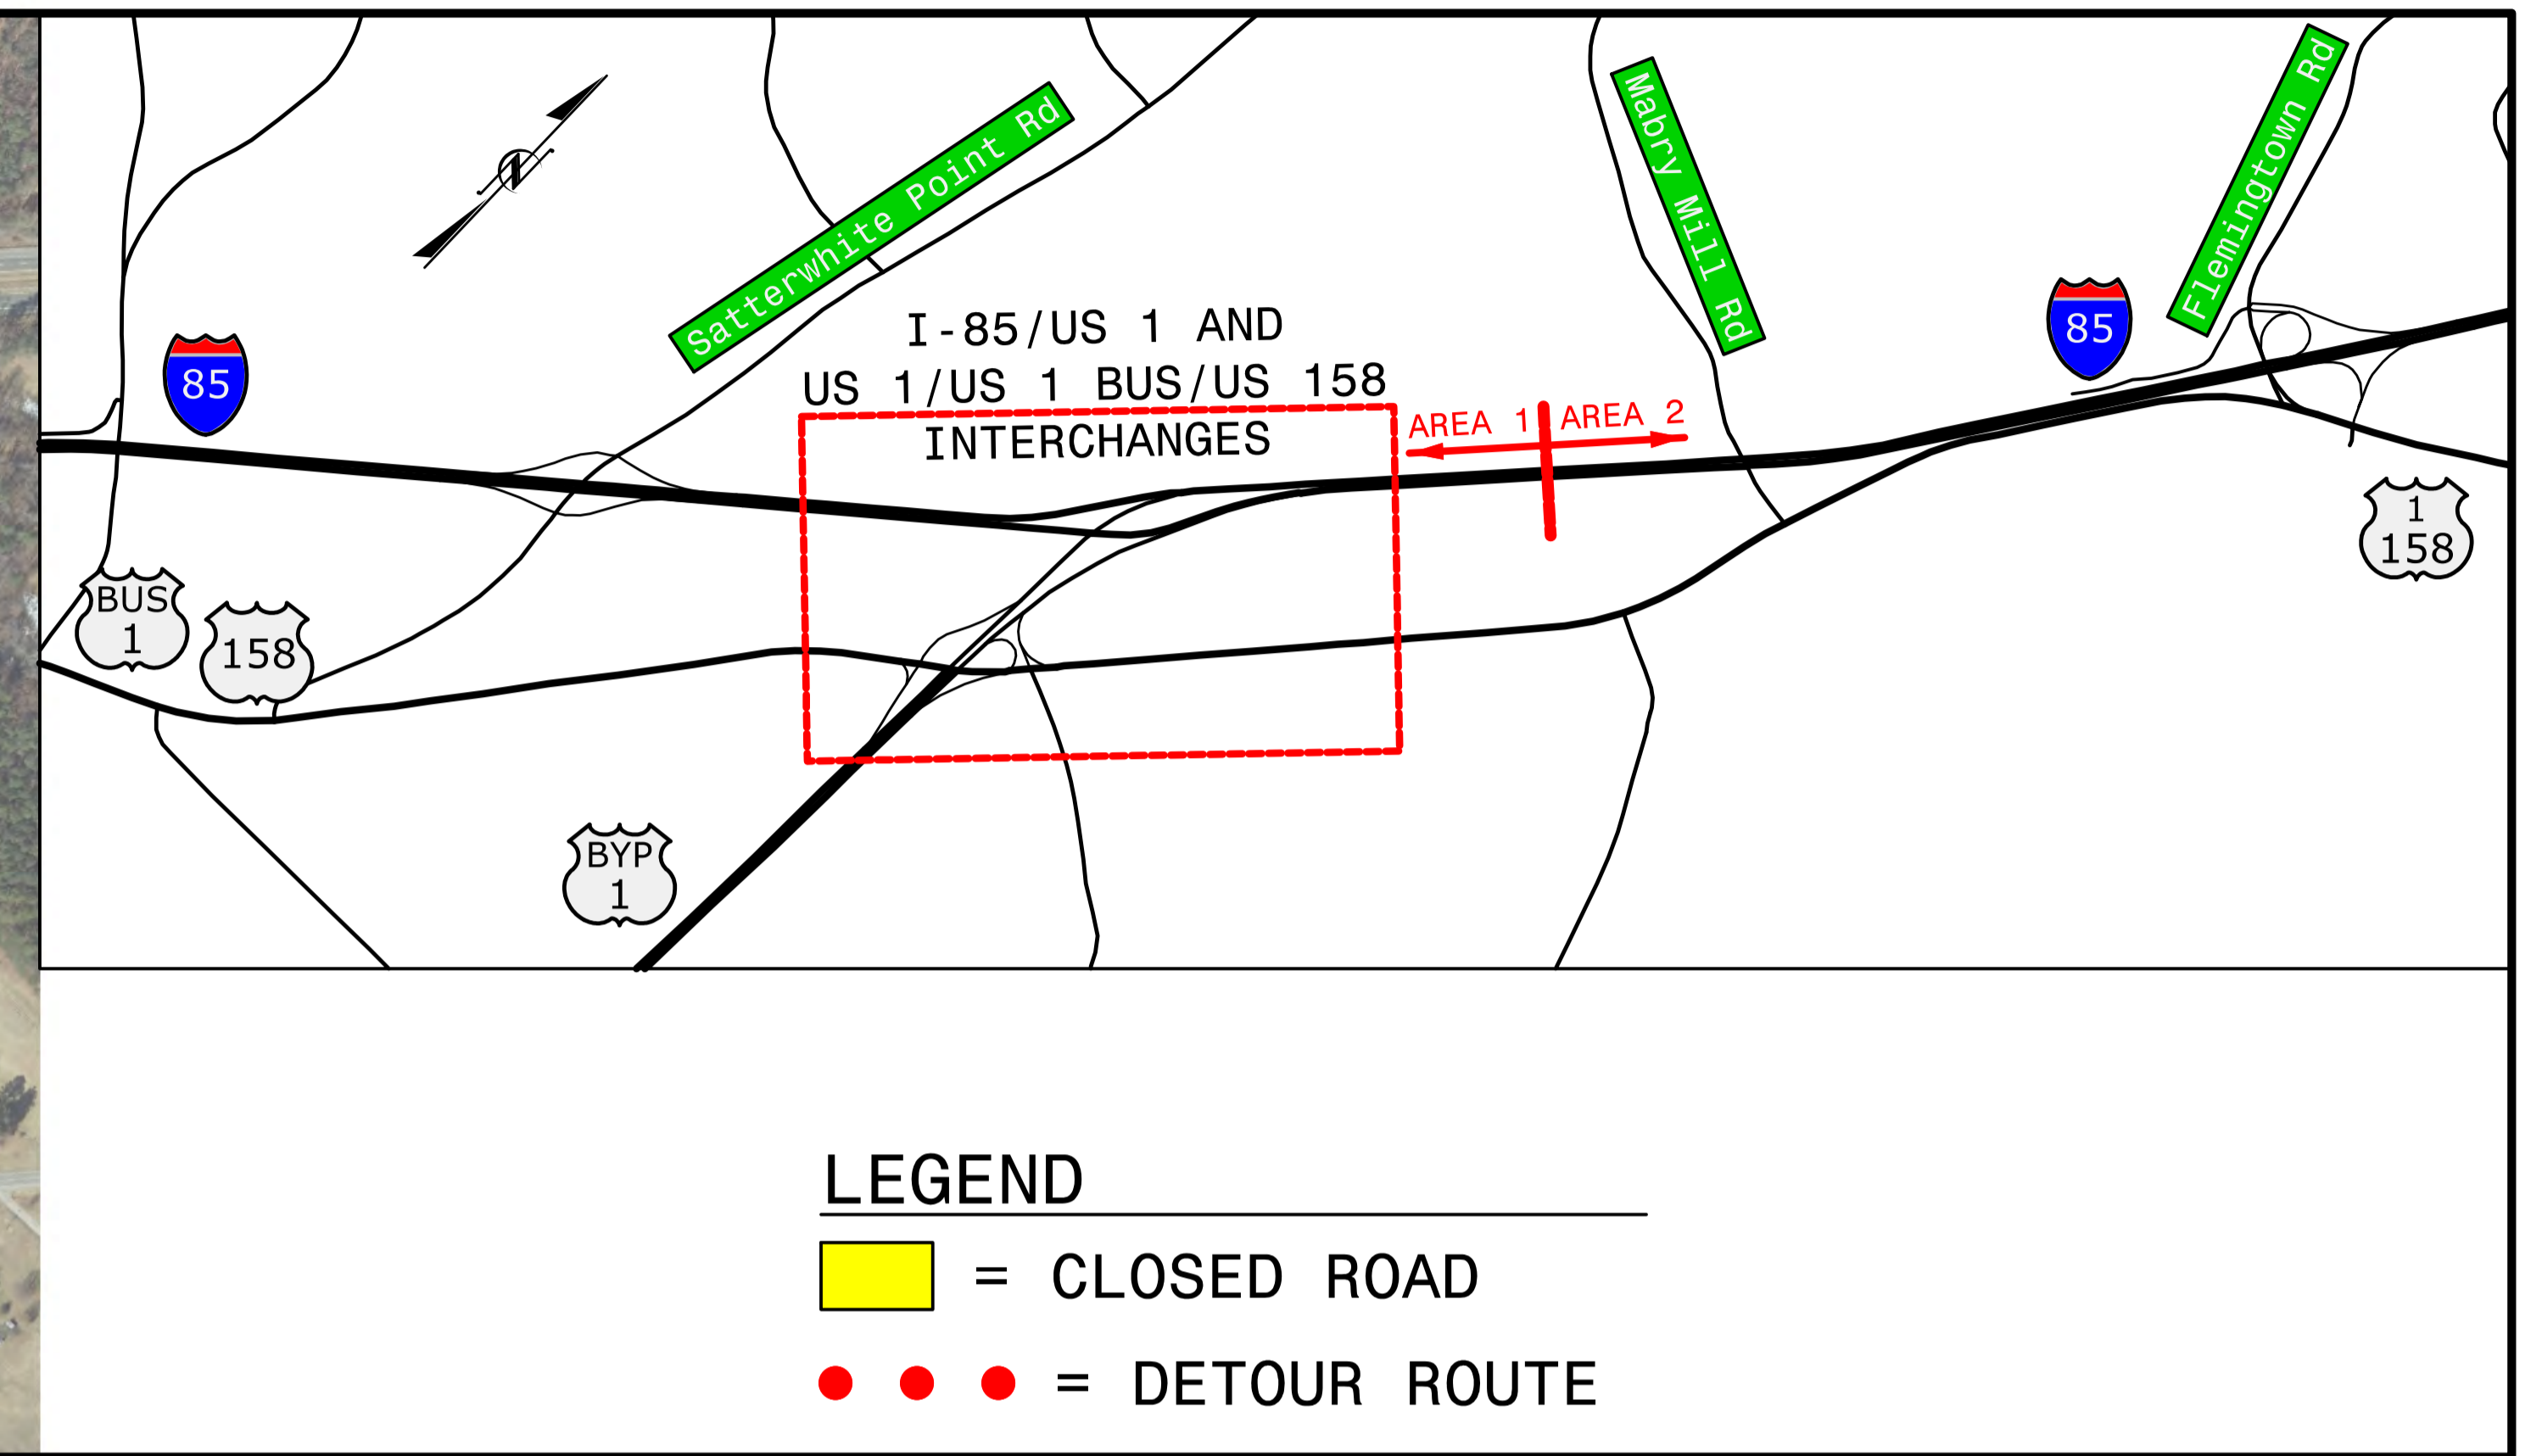 N
Satterwhite Point Rd
Mabry Mill Rd
Flemingtown Rd
85
85
I-85/US 1 AND
US 1/US 1 BUS/US 158
INTERCHANGES
AREA 1
AREA 2
1
158
BUS
1
158
BYP
1
LEGEND
= CLOSED ROAD
= DETOUR ROUTE